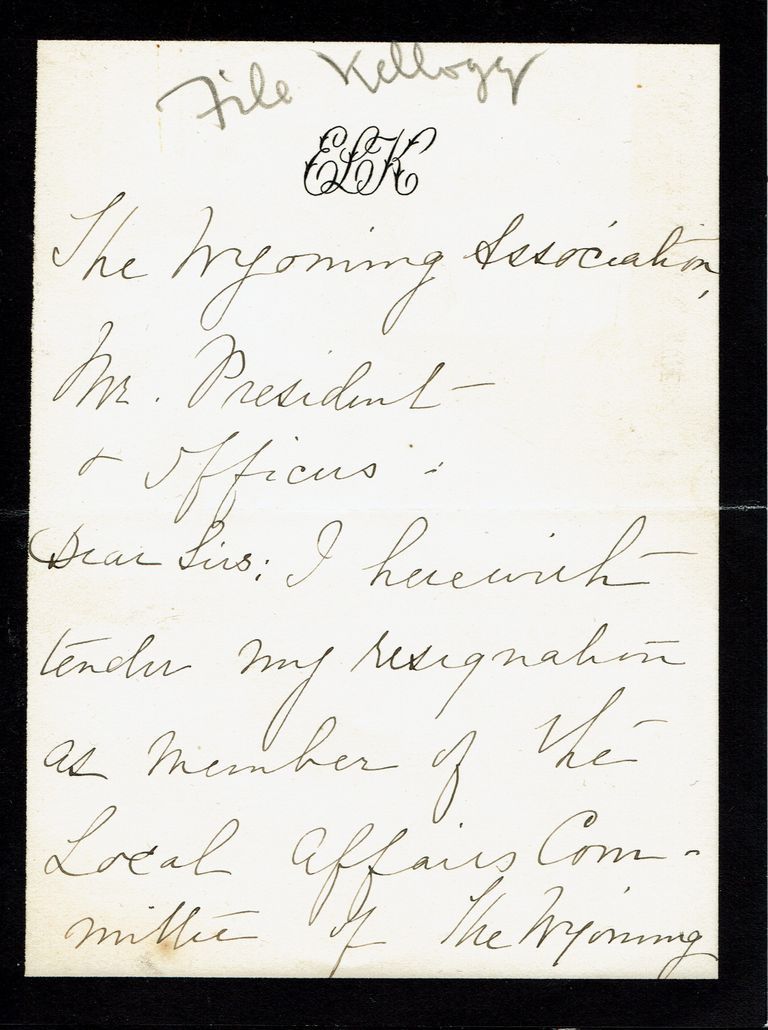 File Kellogg
ELK
The Wyoming Association,
Mr. President -
& Officers :
Dear Sirs: I herewith
tender my resignation
as member of the
Local Affairs Com-
mittee of The Wyoming